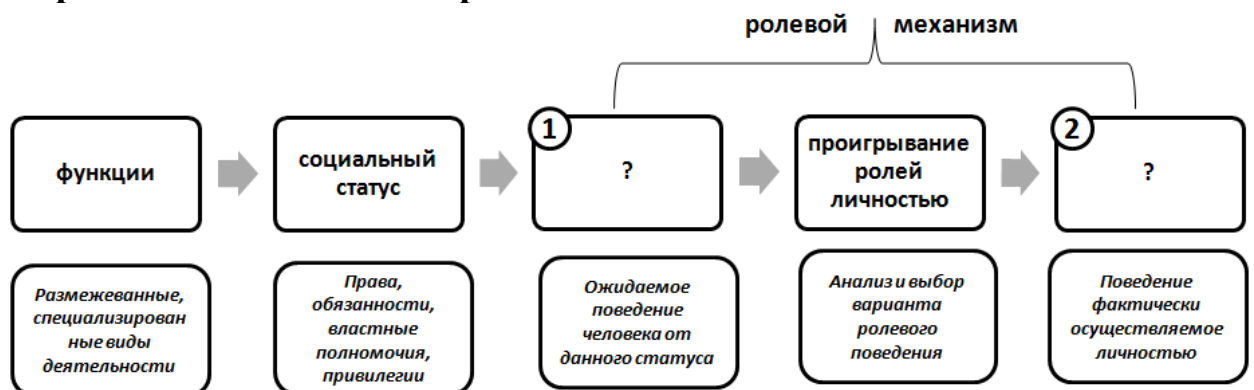 ролевой механизм
функции
социальный
статус
1
?
проигрывание
ролей
личностью
2
?
Размежеванные,
специализирован
ные виды
деятельности
Права,
обязанности,
властные
полномочия,
привилегии
Ожидаемое
поведение
человека от
данного статуса
Анализ и выбор
варианта
ролевого
поведения
Поведение
фактически
осуществляемое
личностью